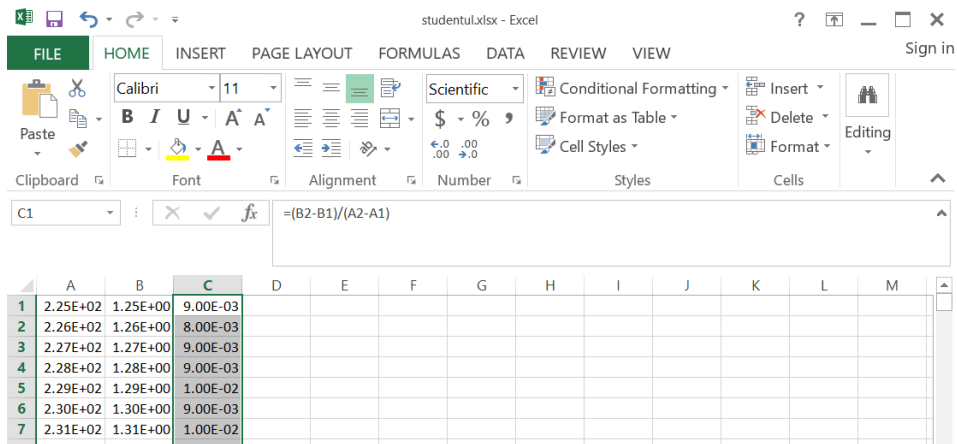 studentul.xlsx - Excel
?
FILE HOME INSERT PAGE LAYOUT FORMULAS DATA REVIEW VIEW Sign in
Paste
Calibri 11
B I U A A
A
Scientific
$ % ,
.0 .00
.00 .0
Conditional Formatting
Format as Table
Cell Styles
Insert
Delete
Format
Editing
Clipboard Font Alignment Number Styles Cells
C1 fx =(B2-B1)/(A2-A1)
A B C D E F G H I J K L M
1 2.25E+02 1.25E+00 9.00E-03
2 2.26E+02 1.26E+00 8.00E-03
3 2.27E+02 1.27E+00 9.00E-03
4 2.28E+02 1.28E+00 9.00E-03
5 2.29E+02 1.29E+00 1.00E-02
6 2.30E+02 1.30E+00 9.00E-03
7 2.31E+02 1.31E+00 1.00E-02